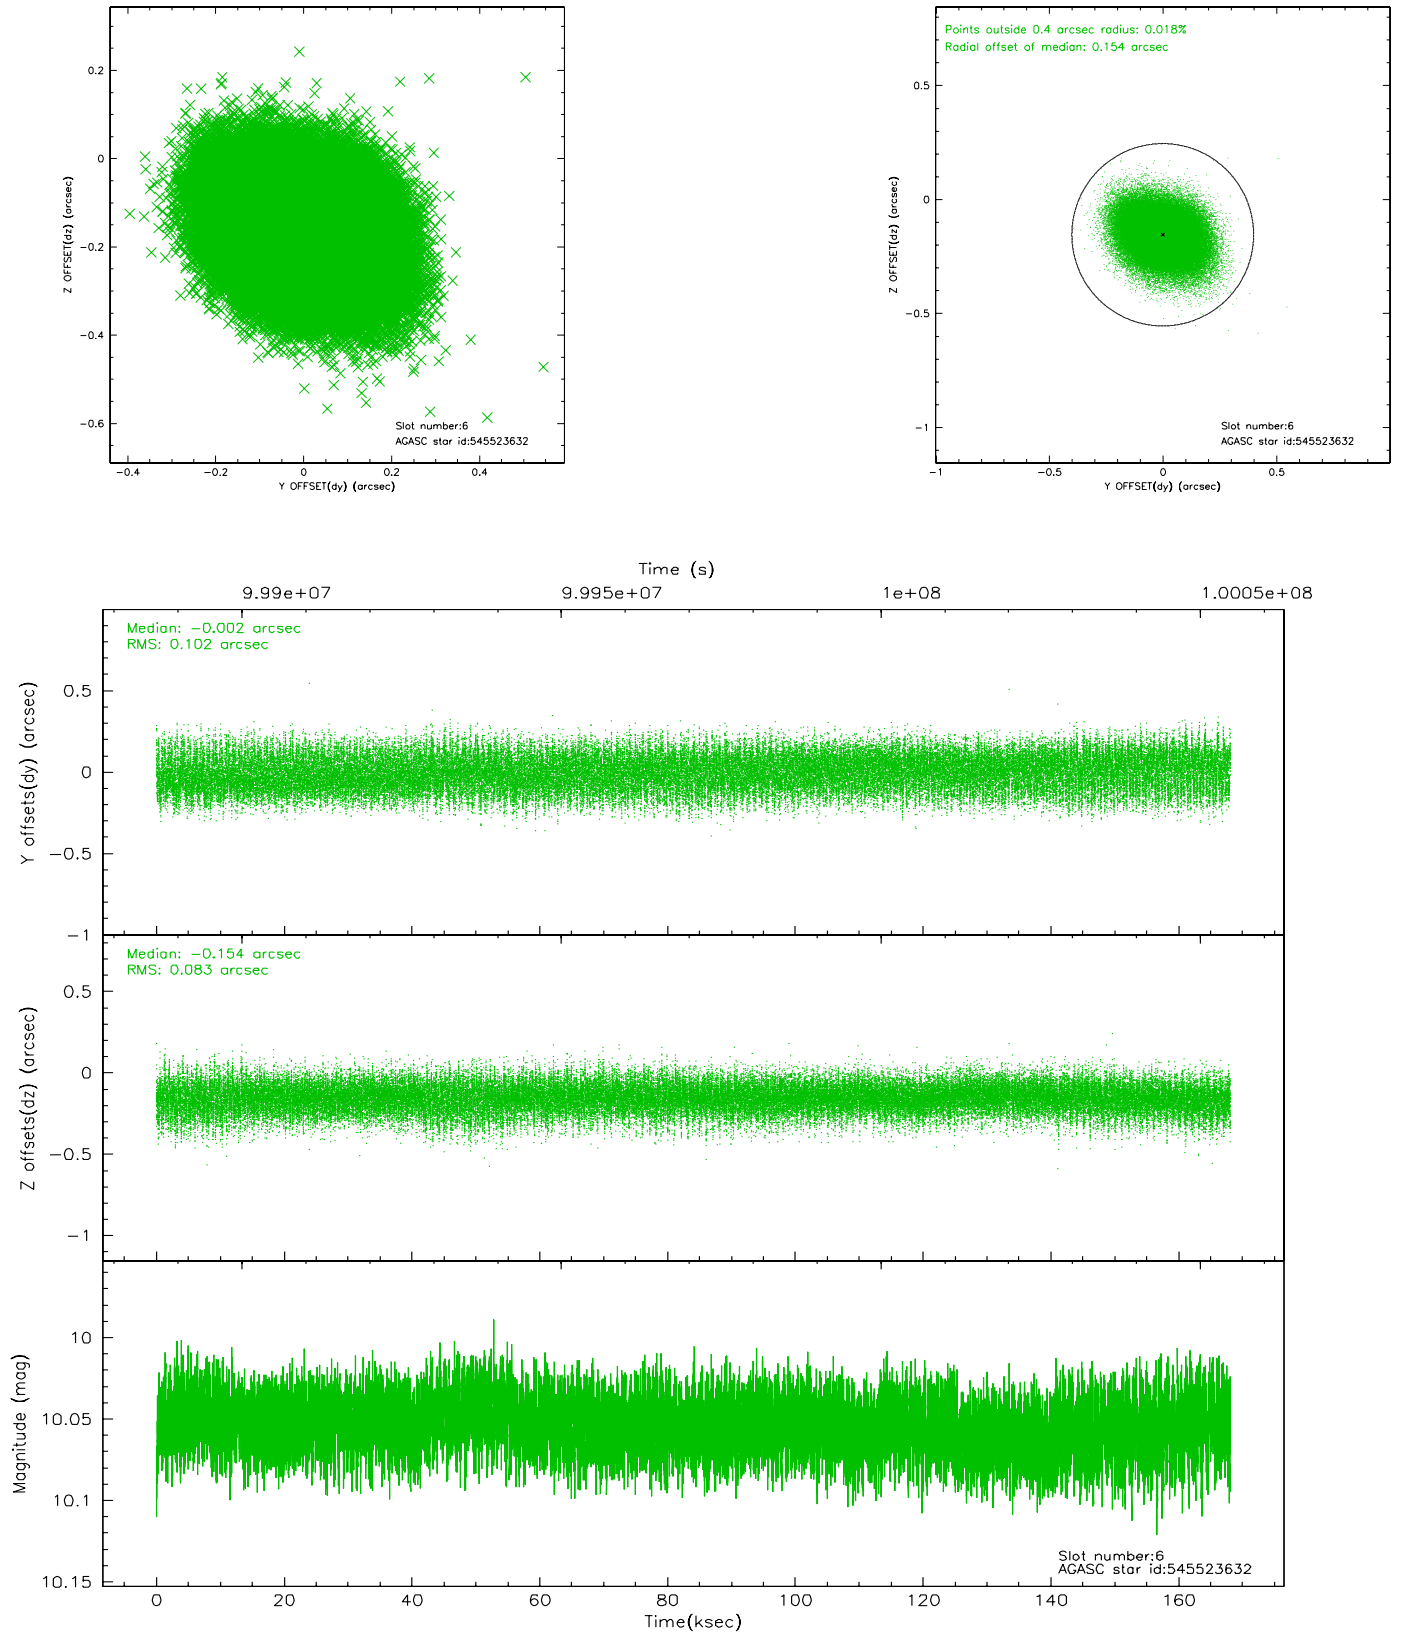 0.2
0
−0.2
−0.4
−0.6
Z OFFSET(dz) (arcsec)
Slot number:6
AGASC star id:545523632
−0.4
−0.2
0
0.2
0.4
Y OFFSET(dy) (arcsec)
Points outside 0.4 arcsec radius: 0.018%
Radial offset of median: 0.154 arcsec
0.5
0
−0.5
−1
Z OFFSET(dz) (arcsec)
Slot number:6
AGASC star id:545523632
−1
−0.5
0
0.5
Y OFFSET(dy) (arcsec)
Time (s)
9.99e+07
9.995e+07
1e+08
1.0005e+08
Median: −0.002 arcsec
RMS: 0.102 arcsec
0.5
0
−0.5
−1
Y offsets(dy) (arcsec)
Median: −0.154 arcsec
RMS: 0.083 arcsec
0.5
0
−0.5
−1
Z offsets(dz) (arcsec)
10
10.05
10.1
10.15
Magnitude (mag)
Slot number:6
AGASC star id:545523632
0
20
40
60
80
100
120
140
160
Time(ksec)